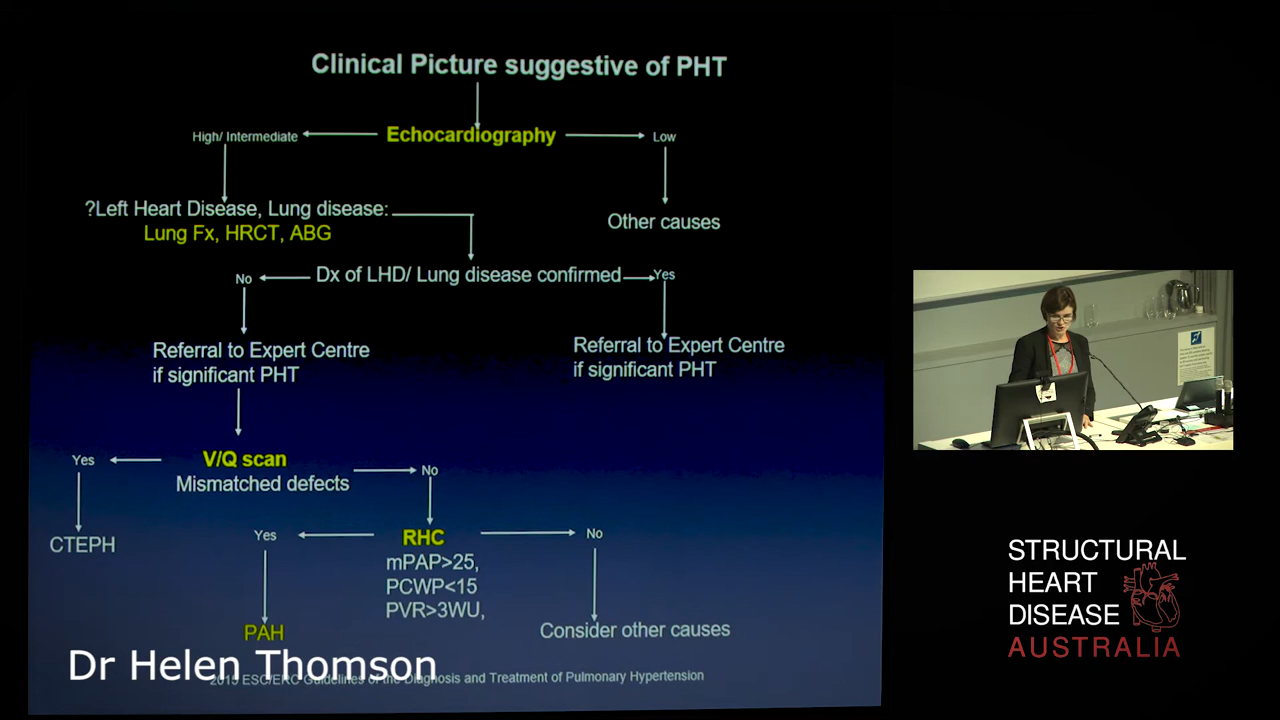 Clinical Picture suggestive of PHT
High/ Intermediate
Echocardiography
Low
?Left Heart Disease, Lung disease:
Lung Fx, HRCT, ABG
Other causes
No
Dx of LHD/ Lung disease confirmed
Yes
Referral to Expert Centre
if significant PHT
Referral to Expert Centre
if significant PHT
Yes
V/Q scan
Mismatched defects
No
CTEPH
Yes
RHC
mPAP>25,
PCWP<15
PVR>3WU,
No
PAH
Consider other causes
Dr Helen Thomson
2015 ESC/ERC Guidelines of the Diagnosis and Treatment of Pulmonary Hypertension
STRUCTURAL
HEART
DISEASE
AUSTRALIA